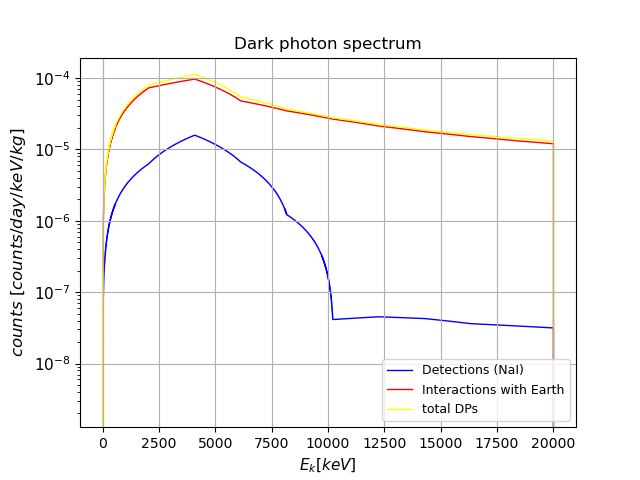 Dark photon spectrum
counts [counts/day/keV/kg]
10⁻⁴
10⁻⁵
10⁻⁶
10⁻⁷
10⁻⁸
Detections (NaI)
Interactions with Earth
total DPs
0 2500 5000 7500 10000 12500 15000 17500 20000
Eₖ[keV]